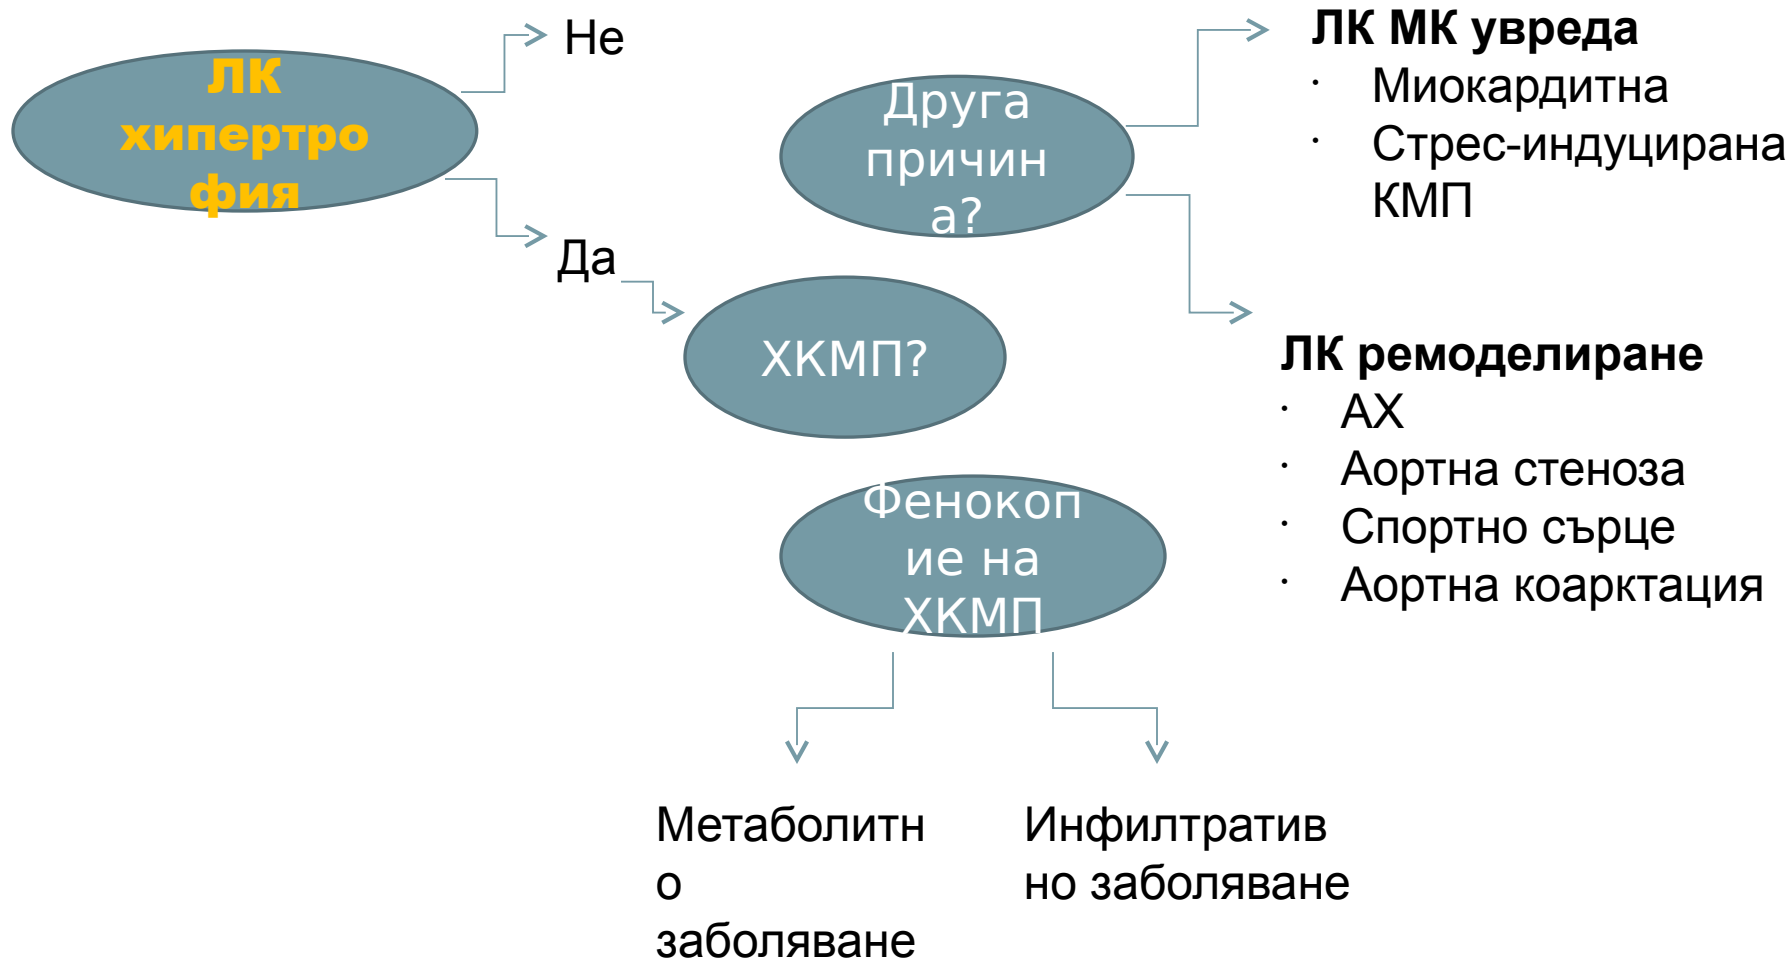 ЛК
хипертро
фия
Не
Да
Друга
причин
а?
ХКМП?
Фенокоп
ие на
ХКМП
ЛК МК увреда
· Миокардитна
· Стрес-индуцирана
КМП
ЛК ремоделиране
· АХ
· Аортна стеноза
· Спортно сърце
· Аортна коарктация
Метаболитн
о
заболяване
Инфилтратив
но заболяване